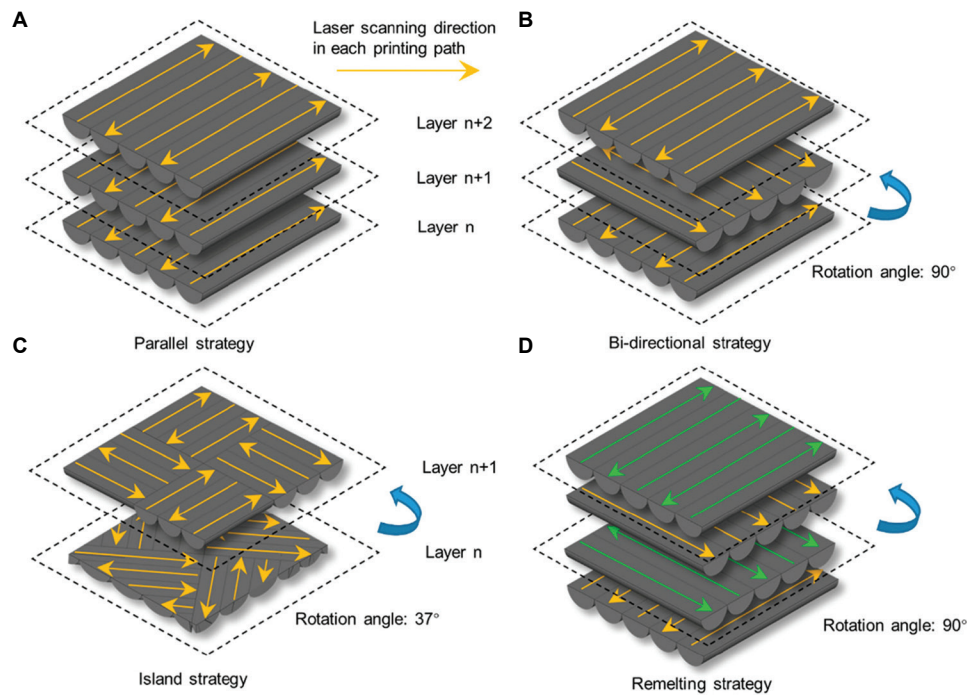 A
Laser scanning direction
in each printing path
B
Layer n+2
Layer n+1
Layer n
Rotation angle: 90°
Parallel strategy
Bi-directional strategy
C
D
Layer n+1
Layer n
Rotation angle: 37°
Rotation angle: 90°
Island strategy
Remelting strategy